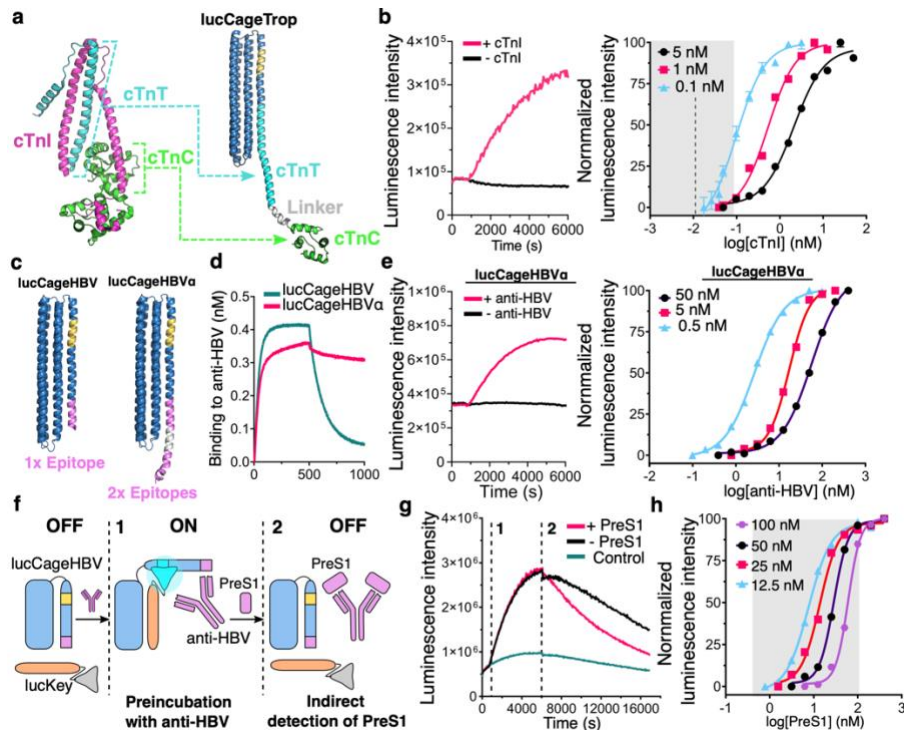 a
lucCageTrop
cTnI
cTnT
cTnC
cTnT
Linker
cTnC
b
Luminescence intensity
4×10⁵
3×10⁵
2×10⁵
1×10⁵
0
+ cTnI
- cTnI
0 2000 4000 6000
Time (s)
Normalized
luminescence intensity
100
75
50
25
0
5 nM
1 nM
0.1 nM
-3 -2 -1 0 1 2
log[cTnI] (nM)
c
lucCageHBV
lucCageHBVα
1x Epitope
2x Epitopes
d
Binding to anti-HBV (nM)
0.5
0.4
0.3
0.2
0.1
0.0
lucCageHBV
lucCageHBVα
0 500 1000
e
lucCageHBVα
Luminescence intensity
1×10⁶
8×10⁵
6×10⁵
4×10⁵
2×10⁵
0
+ anti-HBV
- anti-HBV
0 2000 4000 6000
Time (s)
lucCageHBVα
Normalized
luminescence intensity
100
75
50
25
0
50 nM
5 nM
0.5 nM
-1 0 1 2 3
log[anti-HBV] (nM)
f
OFF
1 ON
2 OFF
lucCageHBV
lucKey
PreS1
anti-HBV
PreS1
Preincubation
with anti-HBV
Indirect
detection of PreS1
g
Luminescence intensity
4×10⁶
3×10⁶
2×10⁶
1×10⁶
0
1
2
+ PreS1
- PreS1
Control
0 4000 8000 12000 16000
Time (s)
h
Normalized
luminescence intensity
100
75
50
25
0
100 nM
50 nM
25 nM
12.5 nM
-1 0 1 2 3
log[PreS1] (nM)